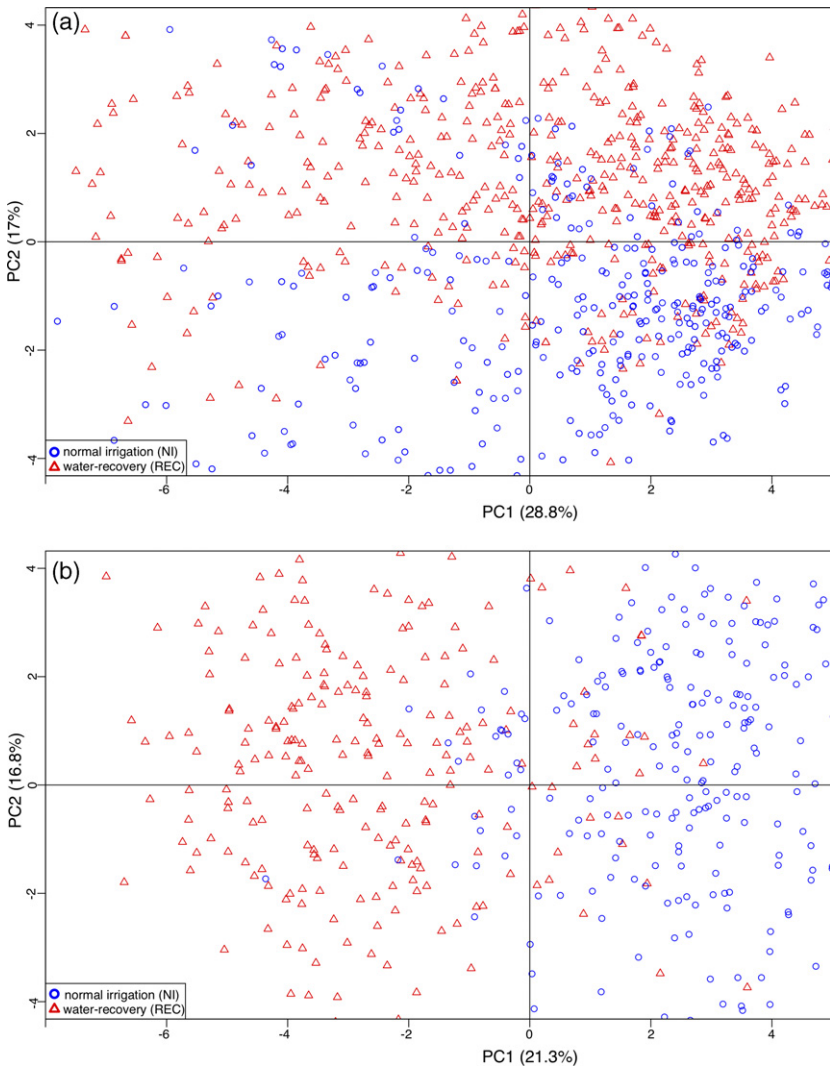 (a)
4
2
0
-2
-4
PC2 (17%)
normal irrigation (NI)
water-recovery (REC)
-6 -4 -2 0 2 4
PC1 (28.8%)
(b)
4
2
0
-2
-4
PC2 (16.8%)
normal irrigation (NI)
water-recovery (REC)
-6 -4 -2 0 2 4
PC1 (21.3%)